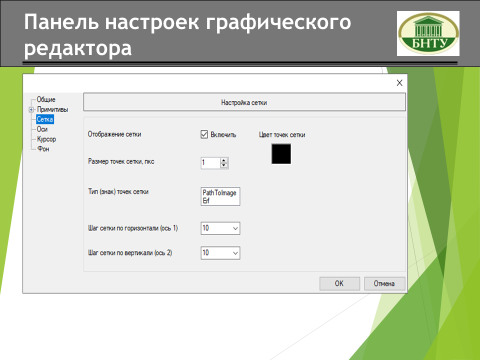 Панель настроек графического
редактора
БНТУ
Общие
Примитивы
Сетка
Оси
Курсор
Фон
Настройка сетки
Отображение сетки
Включить
Цвет точек сетки
Размер точек сетки, пкс
1
Тип (знак) точек сетки
PathToImage
Erf
Шаг сетки по горизонтали (ось 1)
10
Шаг сетки по вертикали (ось 2)
10
OK
Отмена